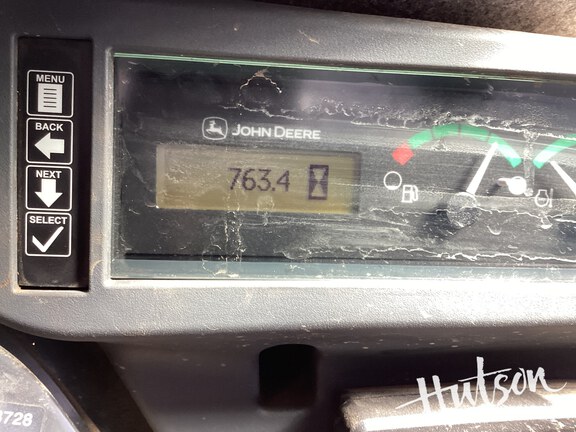 MENU
BACK
NEXT
SELECT
JOHN DEERE
763.4
Hutson